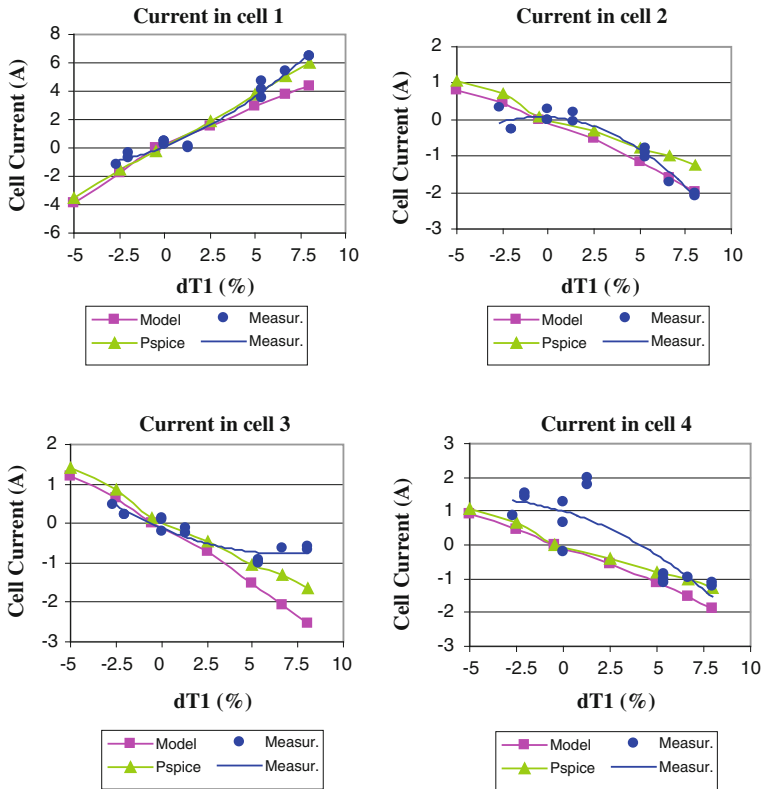 Current in cell 1
8
6
4
2
0
-2
-4
-6
-5 -2.5 0 2.5 5 7.5 10
Cell Current (A)
dT1 (%)
Model Measur.
Pspice Measur.
Current in cell 2
2
1
0
-1
-2
-3
-5 -2.5 0 2.5 5 7.5 10
Cell Current (A)
dT1 (%)
Model Measur.
Pspice Measur.
Current in cell 3
2
1
0
-1
-2
-3
-5 -2.5 0 2.5 5 7.5 10
Cell Current (A)
dT1 (%)
Model Measur.
Pspice Measur.
Current in cell 4
3
2
1
0
-1
-2
-3
-5 -2.5 0 2.5 5 7.5 10
Cell Current (A)
dT1 (%)
Model Measur.
Pspice Measur.